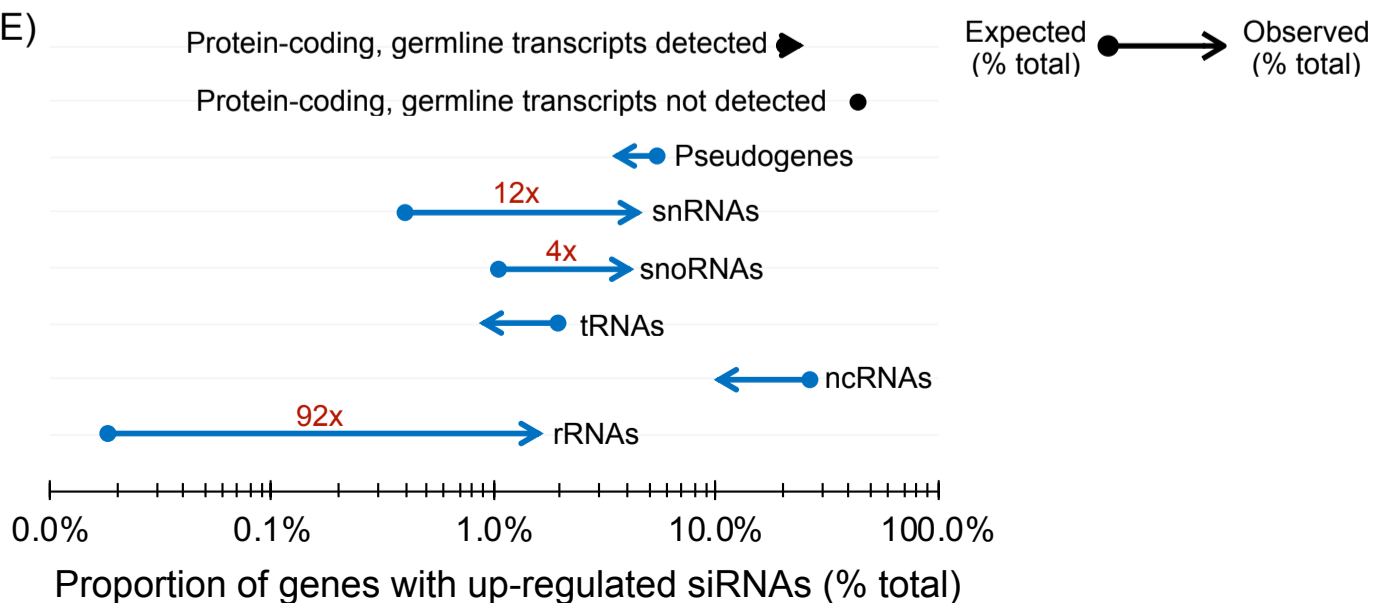 E)
Protein-coding, germline transcripts detected
Expected
(% total)
Observed
(% total)
Protein-coding, germline transcripts not detected
Pseudogenes
12x
snRNAs
4x
snoRNAs
tRNAs
ncRNAs
92x
rRNAs
0.0% 0.1% 1.0% 10.0% 100.0%
Proportion of genes with up-regulated siRNAs (% total)